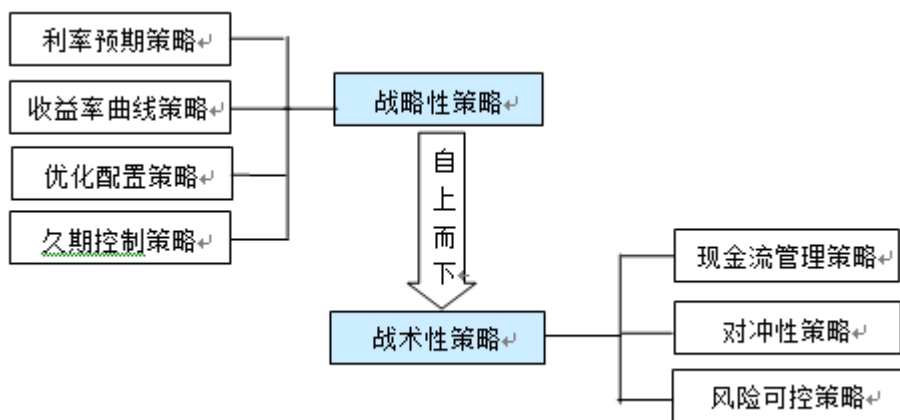 利率预期策略
收益率曲线策略
优化配置策略
久期控制策略
战略性策略
自上而下
战术性策略
现金流管理策略
对冲性策略
风险可控策略